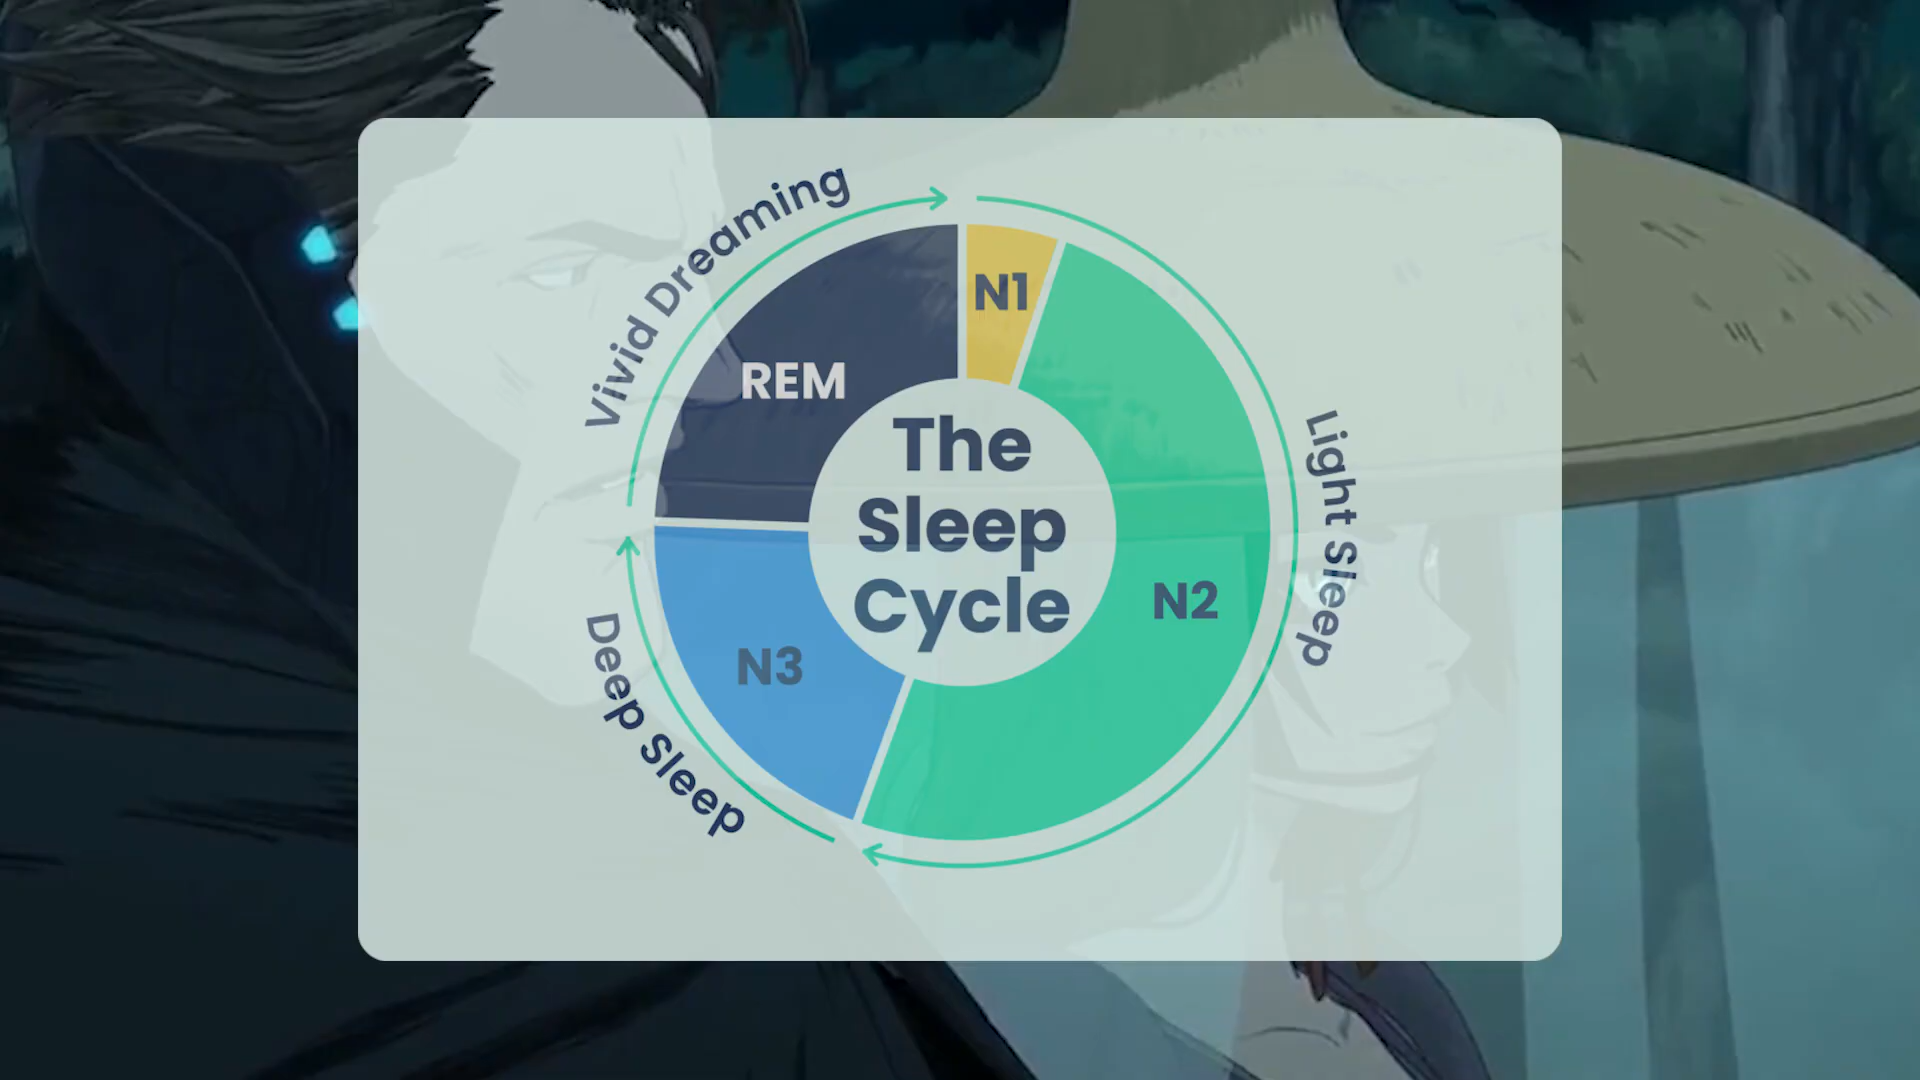 Vivid Dreaming
N1
REM
The
Sleep
Cycle
Light Sleep
N2
N3
Deep Sleep